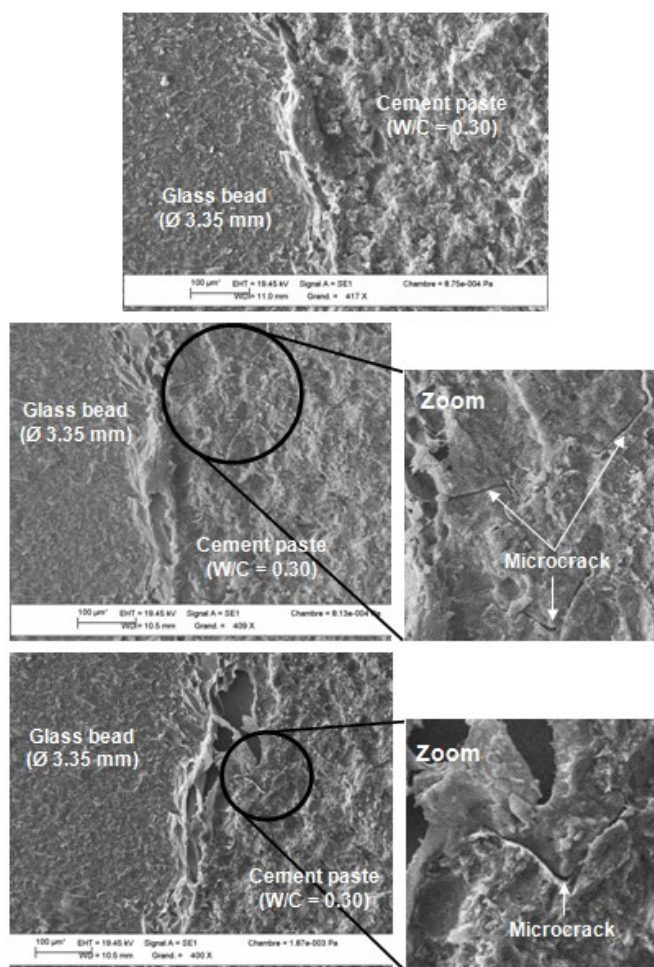 Cement paste
(W/C = 0.30)
Glass bead
(Ø 3.35 mm)
100 µm* EHT = 19.45 kV Signal A = SE1 Chambre = 8.75e-004 Pa
WD = 11.0 mm Grand. = 417 X
Glass bead
(Ø 3.35 mm)
Cement paste
(W/C = 0.30)
100 µm* EHT = 19.45 kV Signal A = SE1 Chambre = 8.13e-004 Pa
WD = 10.5 mm Grand. = 409 X
Zoom
Microcrack
Glass bead
(Ø 3.35 mm)
Cement paste
(W/C = 0.30)
100 µm* EHT = 19.45 kV Signal A = SE1 Chambre = 1.87e-003 Pa
WD = 10.5 mm Grand. = 400 X
Zoom
Microcrack